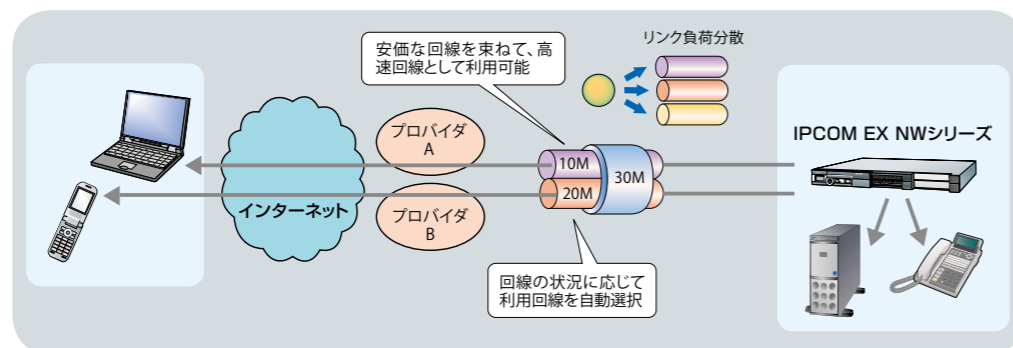 安価な回線を束ねて、高
速回線として利用可能
リンク負荷分散
IPCOM EX NWシリーズ
プロバイダ
A
10M
30M
20M
インターネット
プロバイダ
B
回線の状況に応じて
利用回線を自動選択